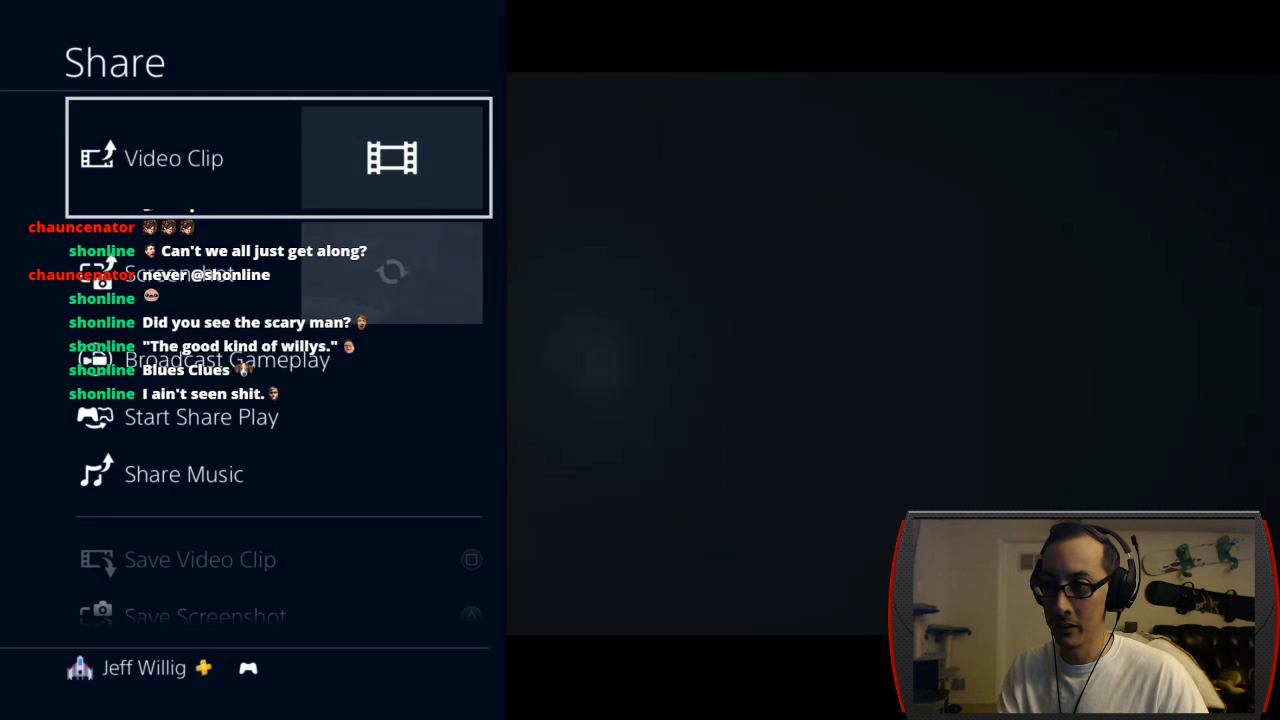 Share
Video Clip
chauncenator
shonline Can't we all just get along?
Screenshot
chauncenator never @shonline
shonline
shonline Did you see the scary man?
shonline "The good kind of willys."
Broadcast Gameplay
shonline Blues Clues
shonline I ain't seen shit.
Start Share Play
Share Music
Save Video Clip
Save Screenshot
Jeff Willig